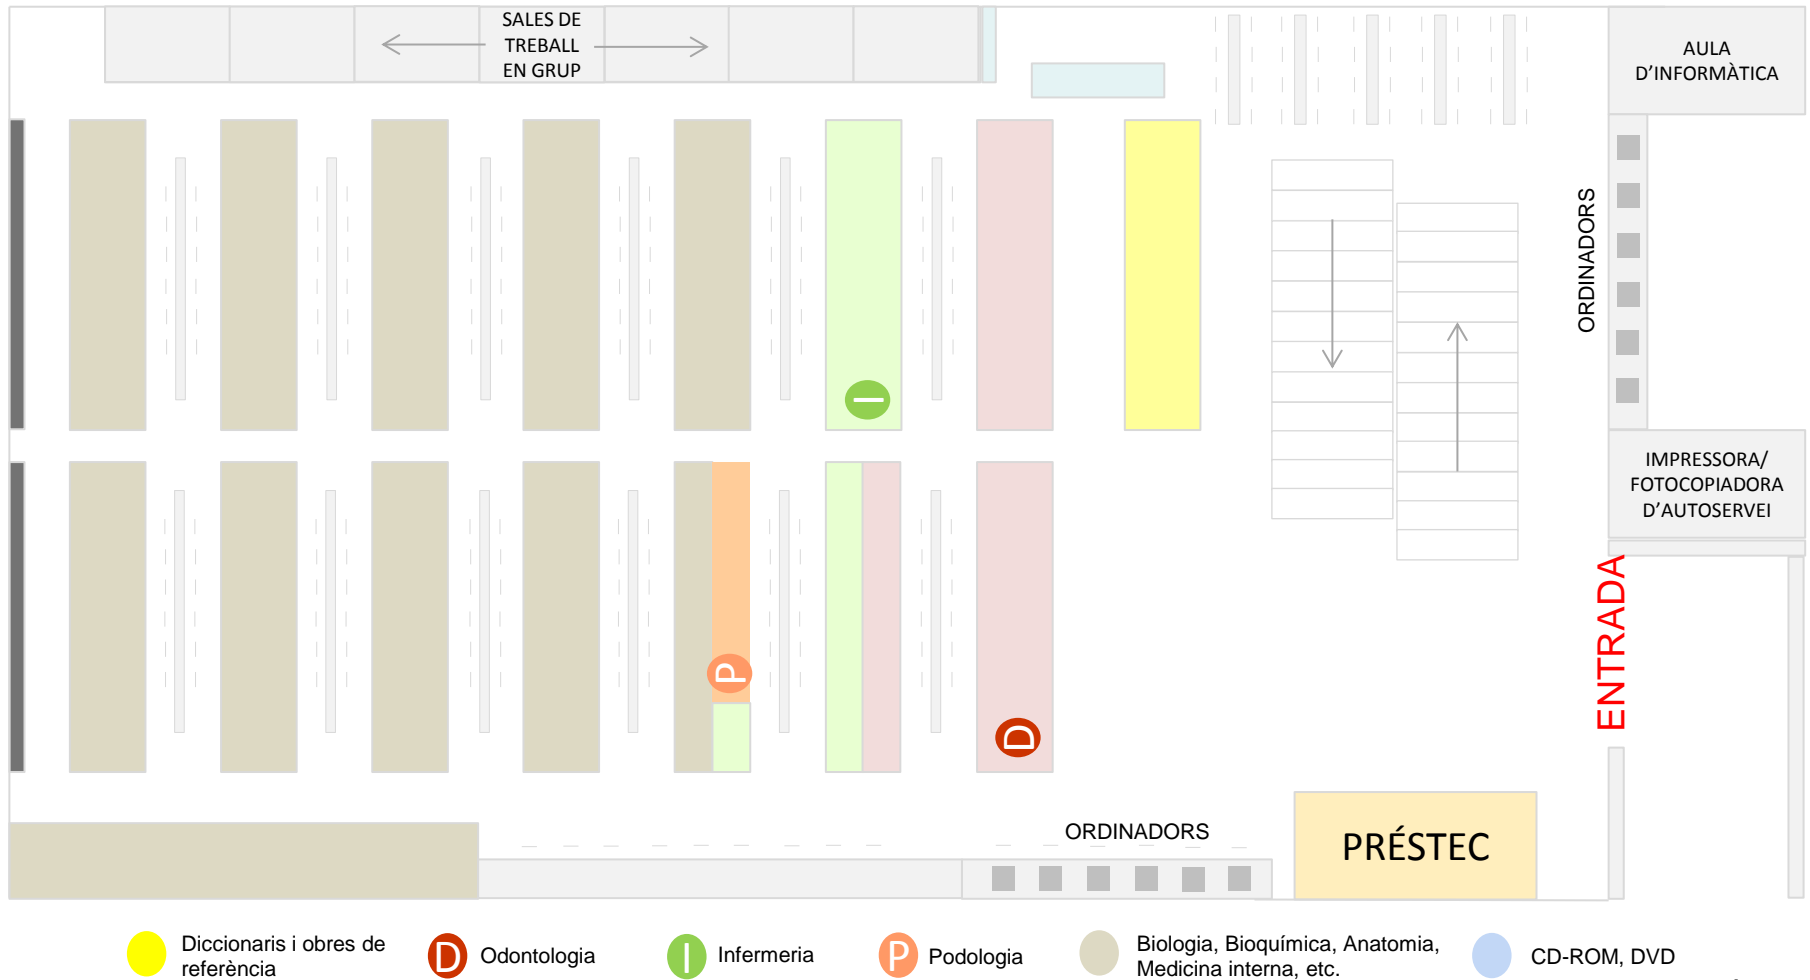 SALES DE
TREBALL
EN GRUP
AULA
D'INFORMÀTICA
ORDINADORS
I
IMPRESSORA/
FOTOCOPIADORA
D'AUTOSERVEI
ENTRADA
P
D
ORDINADORS
PRÉSTEC
Diccionaris i obres de
referència
D Odontologia
I Infermeria
P Podologia
Biologia, Bioquímica, Anatomia,
Medicina interna, etc.
CD-ROM, DVD